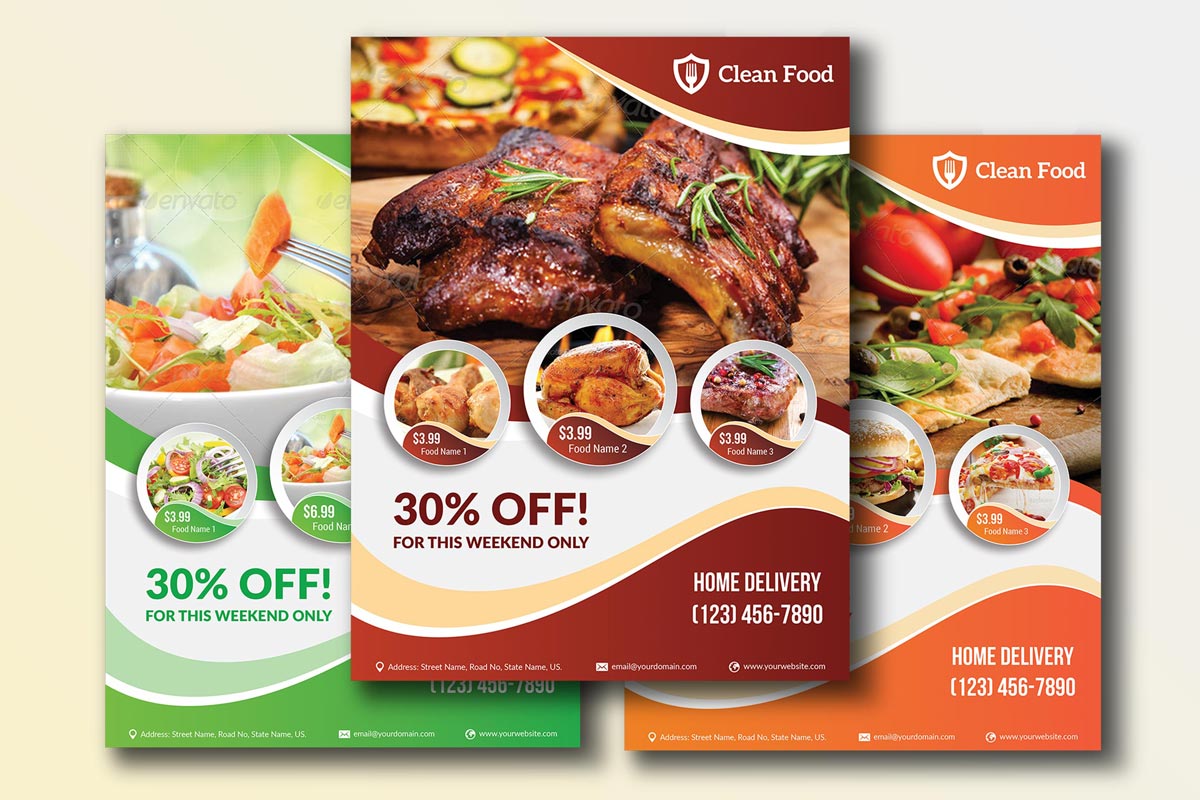 Clean Food
$3.99
Food Name 1
$3.99
Food Name 2
$3.99
Food Name 3
30% OFF!
FOR THIS WEEKEND ONLY
HOME DELIVERY
(123) 456-7890
Address: Street Name, Road No, State Name, US.
email@yourdomain.com
www.yourwebsite.com
envato
$3.99
Food Name 1
$6.99
30% OFF!
FOR THIS WEEKEND ONLY
(123) 456-7890
Address: Street Name, Road No, State Name, US.
email@yourdomain.com
www.yourwebsite.com
Clean Food
$3.99
Food Name 3
HOME DELIVERY
(123) 456-7890
Address: Street Name, Road No, State Name, US.
email@yourdomain.com
www.yourwebsite.com